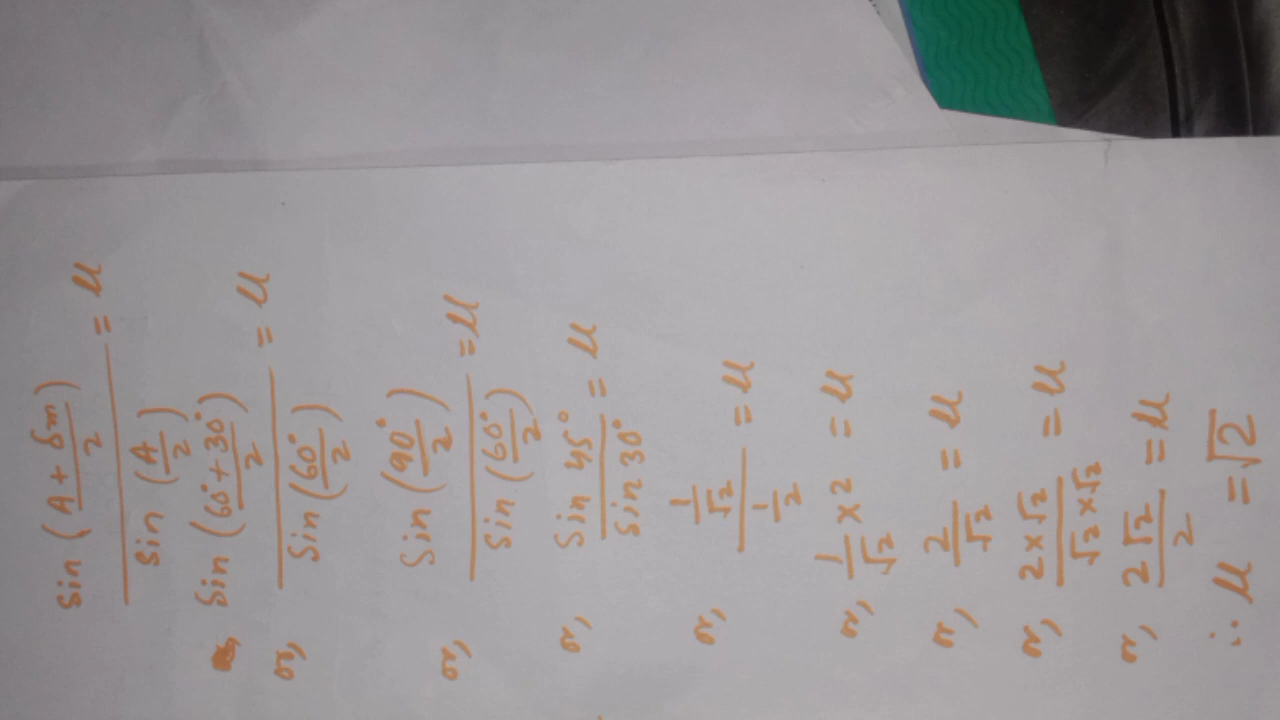 sin (A + δm / 2) / sin (A / 2) = μ
or, sin (60° + 30° / 2) / sin (60° / 2) = μ
or, sin (90° / 2) / sin (60° / 2) = μ
or, sin 45° / sin 30° = μ
or, 1/√2 / 1/2 = μ
or, 1/√2 × 2 = μ
or, 2/√2 = μ
or, 2×√2 / √2×√2 = μ
or, 2√2 / 2 = μ
∴ μ = √2